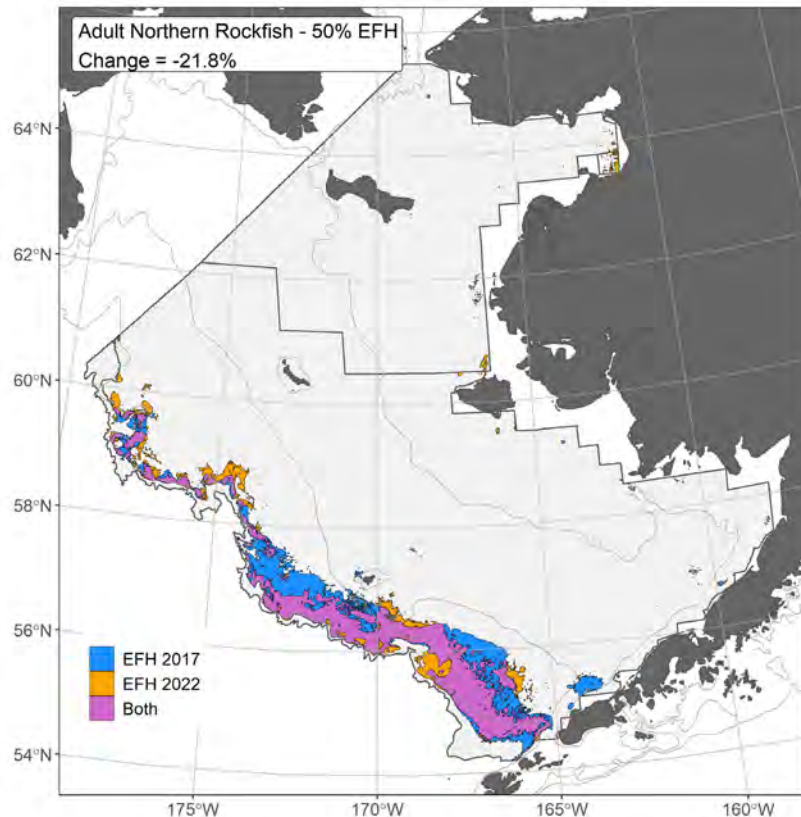 Adult Northern Rockfish - 50% EFH
Change = -21.8%
64°N
62°N
60°N
58°N
56°N
54°N
EFH 2017
EFH 2022
Both
175°W
170°W
165°W
160°W